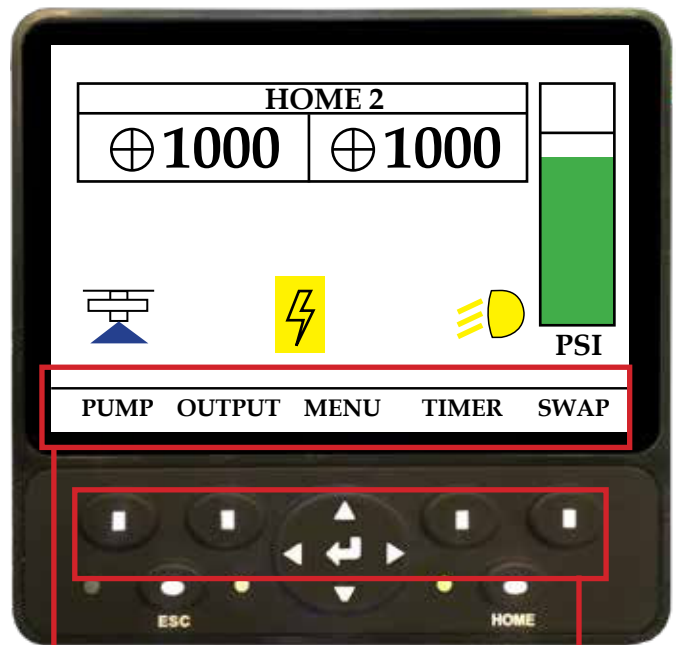 HOME 2
1000 1000
PSI
PUMP OUTPUT MENU TIMER SWAP
ESC HOME